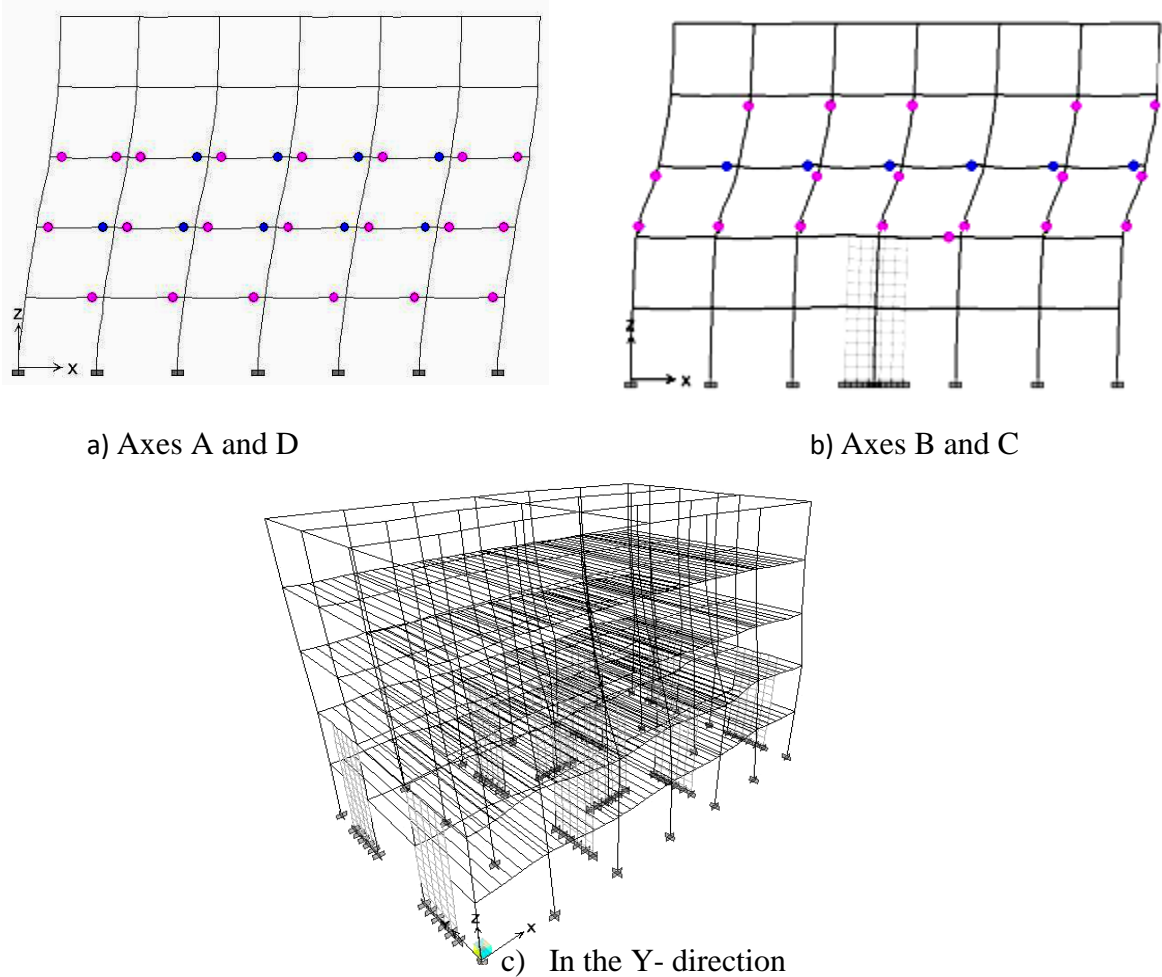 z
x
z
x
a) Axes A and D
b) Axes B and C
z
x
c) In the Y- direction